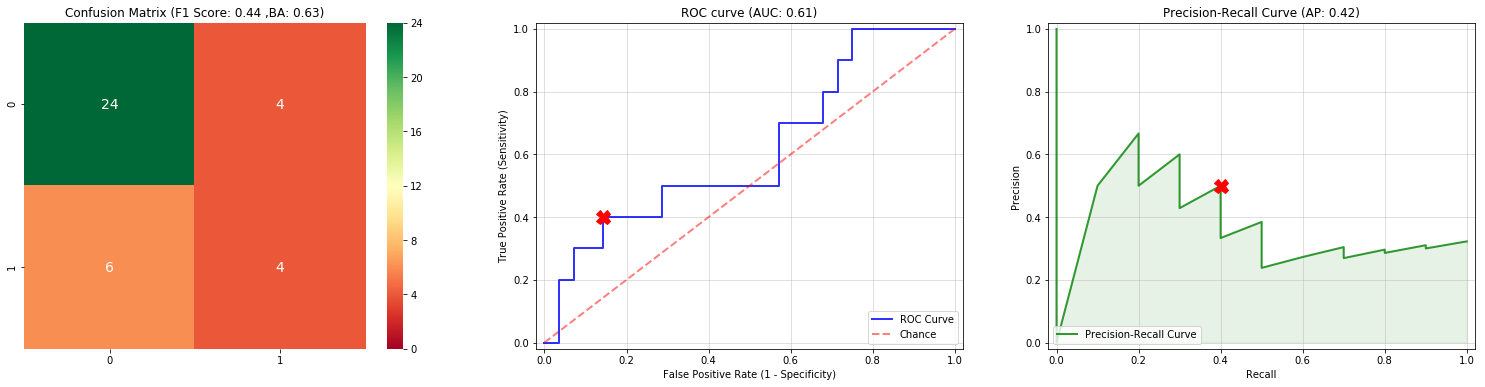 Confusion Matrix (F1 Score: 0.44 ,BA: 0.63)
0
1
24
4
6
4
0
1
24
20
16
12
8
4
0
ROC curve (AUC: 0.61)
True Positive Rate (Sensitivity)
1.0
0.8
0.6
0.4
0.2
0.0
ROC Curve
Chance
0.0 0.2 0.4 0.6 0.8 1.0
False Positive Rate (1 - Specificity)
Precision-Recall Curve (AP: 0.42)
Precision
1.0
0.8
0.6
0.4
0.2
0.0
Precision-Recall Curve
0.0 0.2 0.4 0.6 0.8 1.0
Recall